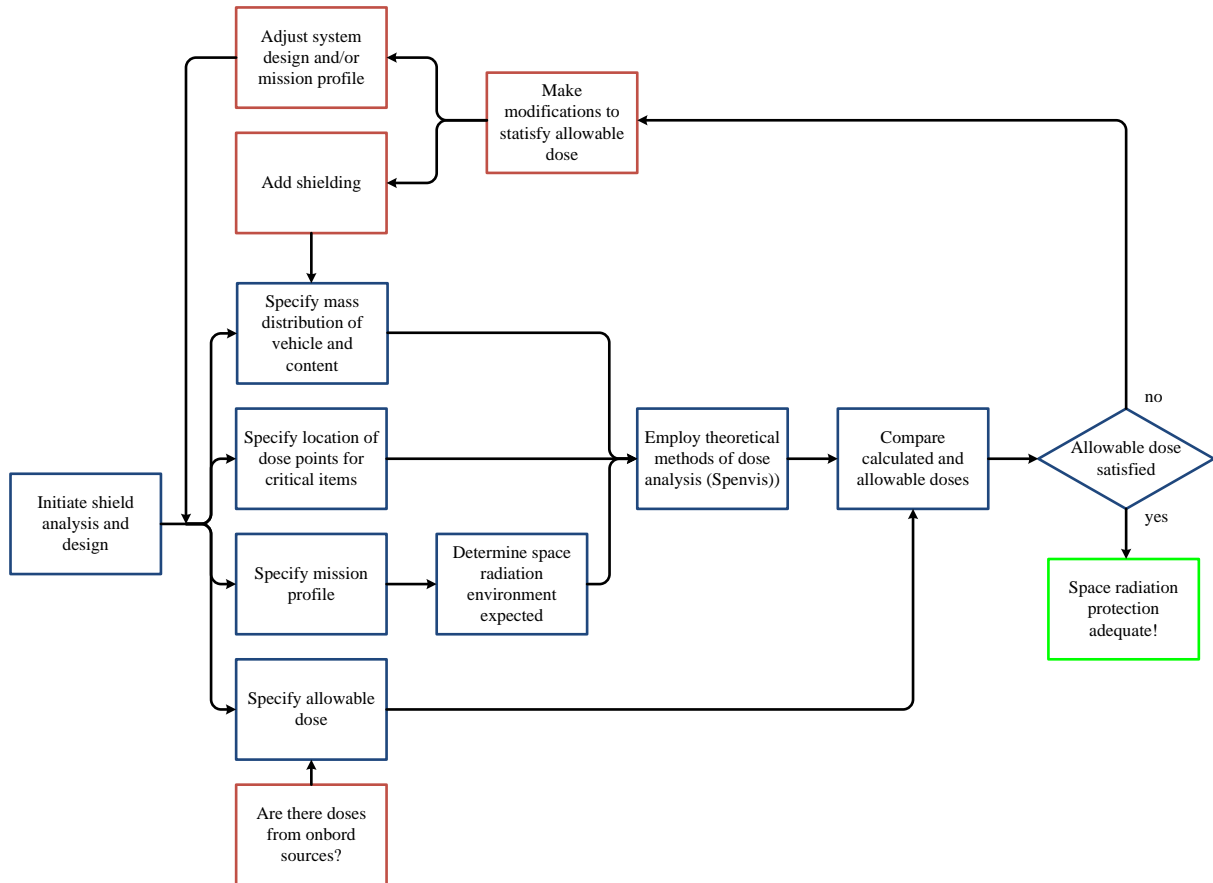 Adjust system
design and/or
mission profile
Make
modifications to
statisfy allowable
dose
Add shielding
Specify mass
distribution of
vehicle and
content
no
Specify location of
dose points for
critical items
Employ theoretical
methods of dose
analysis (Spenvis))
Compare
calculated and
allowable doses
Allowable dose
satisfied
Initiate shield
analysis and
design
yes
Specify mission
profile
Determine space
radiation
environment
expected
Space radiation
protection
adequate!
Specify allowable
dose
Are there doses
from onbord
sources?